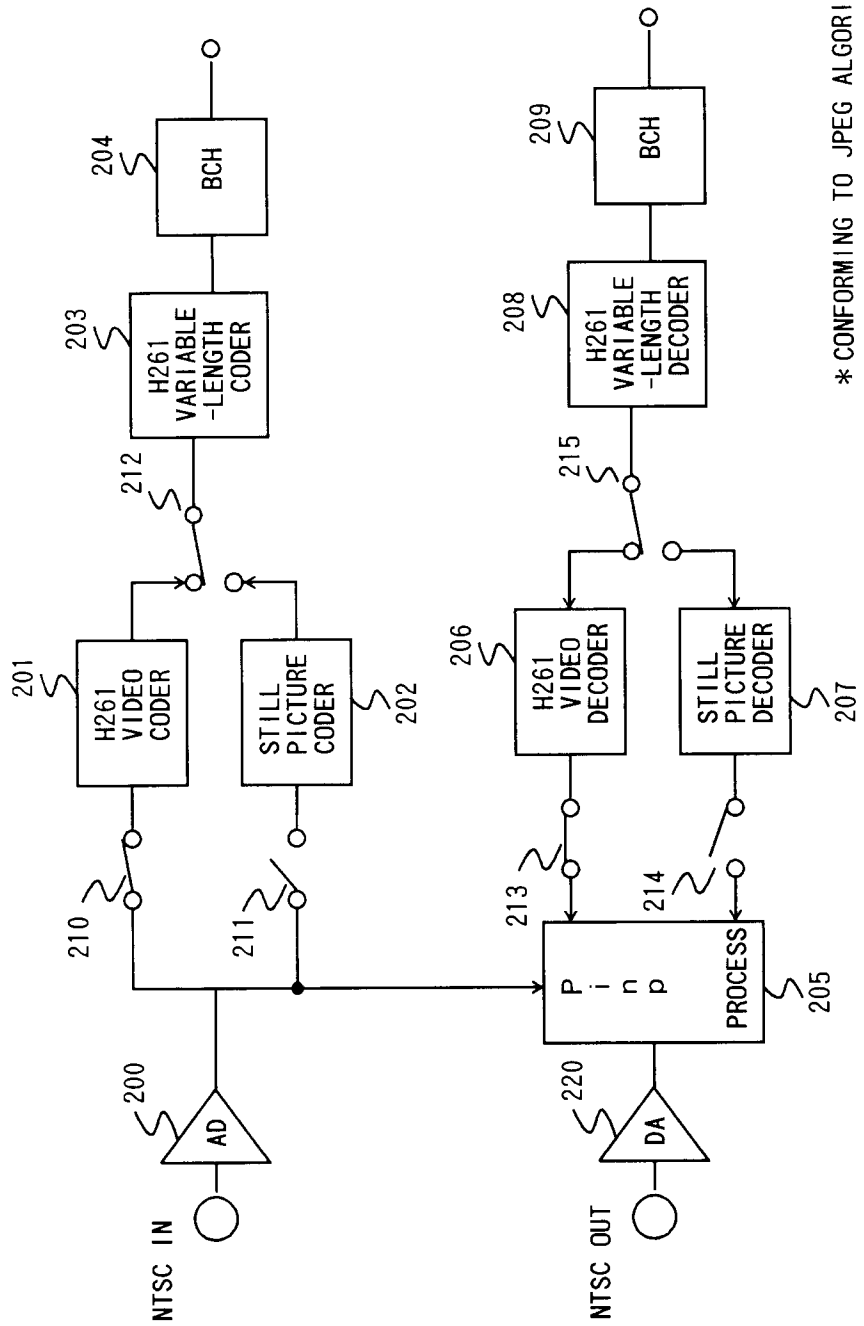 NTSC IN
AD
200
210
211
H261
VIDEO
CODER
201
STILL
PICTURE
CODER
202
212
H261
VARIABLE
-LENGTH
CODER
203
BCH
204
NTSC OUT
DA
220
P in p
PROCESS
205
213
214
H261
VIDEO
DECODER
206
STILL
PICTURE
DECODER
207
215
H261
VARIABLE
-LENGTH
DECODER
208
BCH
209
* CONFORMING TO JPEG ALGORI